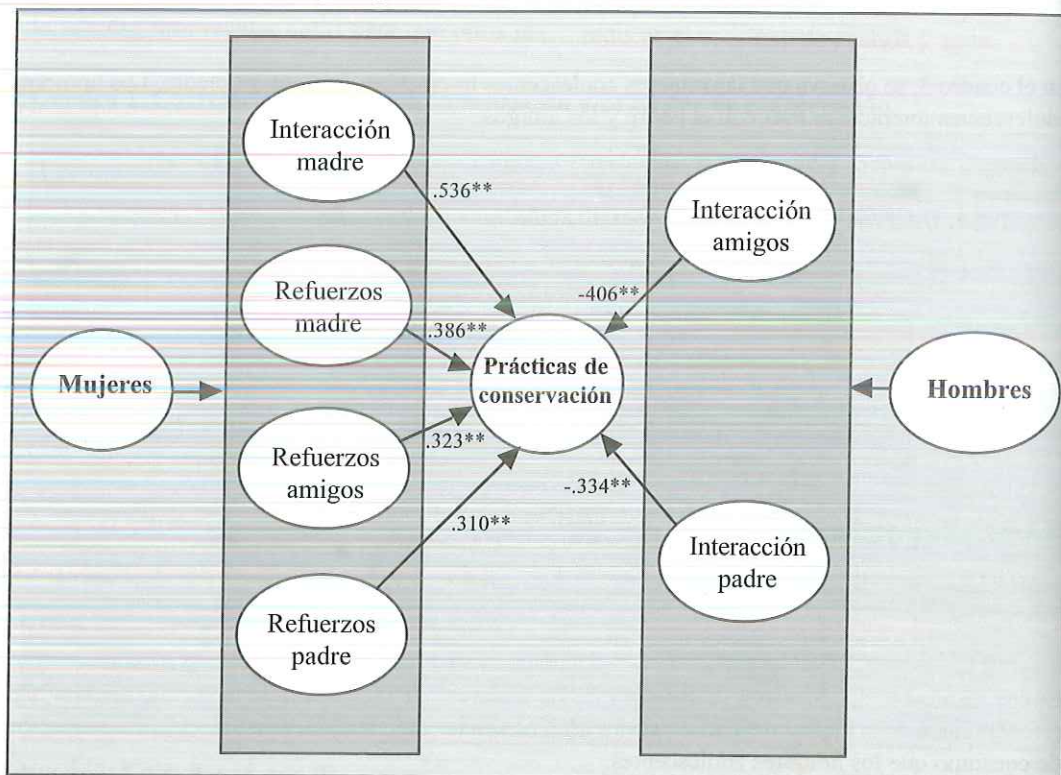 Interacción
madre
.536**
Interacción
amigos
Refuerzos
madre
-406**
.386**
Mujeres
Prácticas de
conservación
Hombres
.323**
Refuerzos
amigos
-.334**
.310**
Interacción
padre
Refuerzos
padre